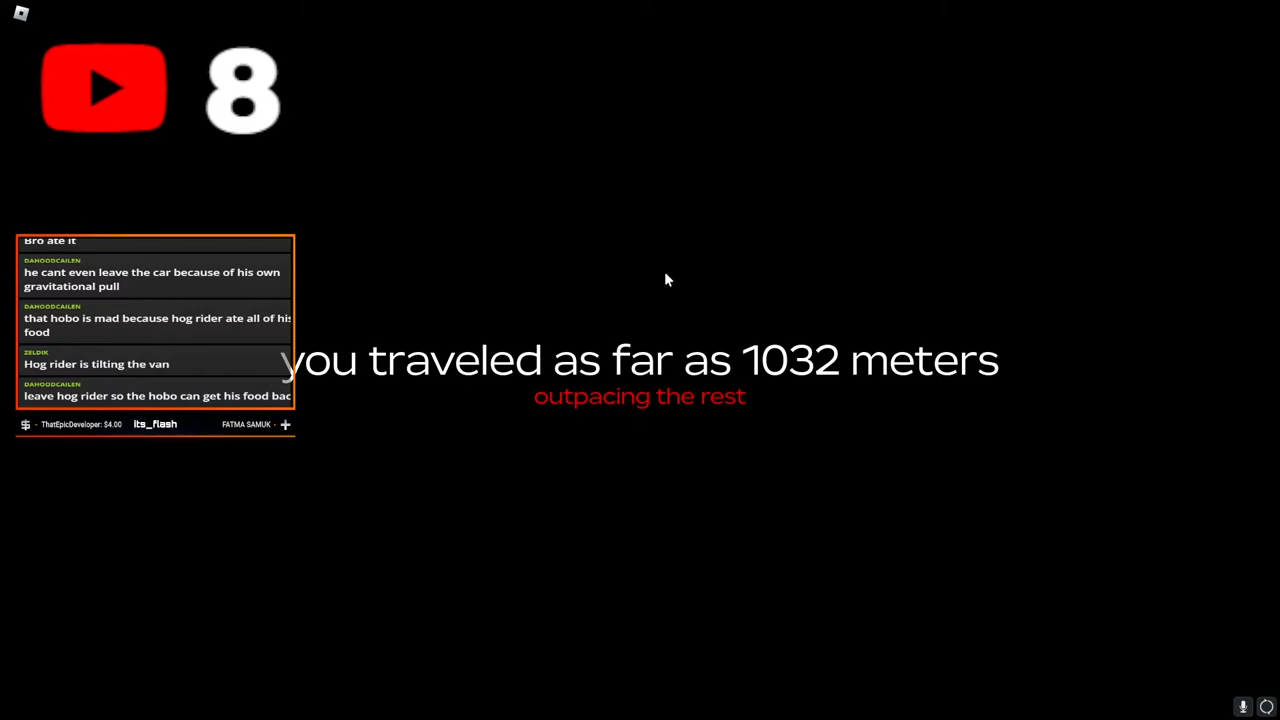 8
Bro ate it
DAHOODCAILEN
he cant even leave the car because of his own
gravitational pull
DAHOODCAILEN
that hobo is mad because hog rider ate all of his
food
ZELDIK
Hog rider is tilting the van
DAHOODCAILEN
leave hog rider so the hobo can get his food bac
· ThatEpicDeveloper: $4.00 its_flash FATMA SAMUK ·
you traveled as far as 1032 meters
outpacing the rest